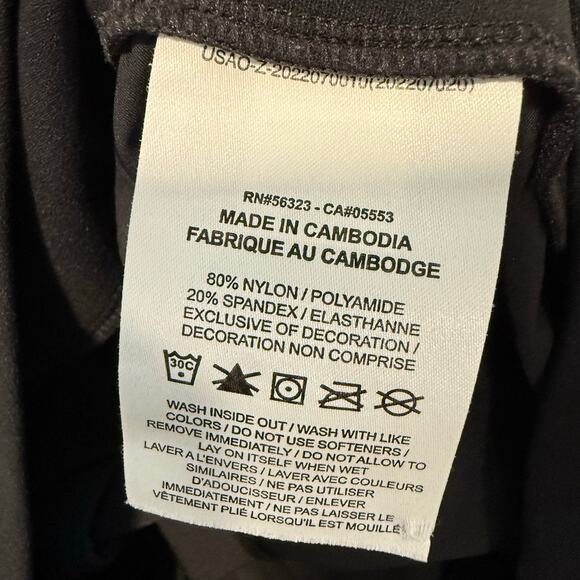 USAO-Z-2022070010(202207020)
RN#56323 - CA#05553
MADE IN CAMBODIA
FABRIQUE AU CAMBODGE
80% NYLON / POLYAMIDE
20% SPANDEX / ELASTHANNE
EXCLUSIVE OF DECORATION /
DECORATION NON COMPRISE
30C
WASH INSIDE OUT / WASH WITH LIKE
COLORS / DO NOT USE SOFTENERS /
REMOVE IMMEDIATELY / DO NOT ALLOW TO
LAY ON ITSELF WHEN WET
LAVER A L'ENVERS / LAVER AVEC COULEURS
SIMILAIRES / NE PAS UTILISER
D'ADOUCISSEUR / ENLEVER
IMMÉDIATEMENT / NE PAS LAISSER LE
VÊTEMENT PLIÉ LORSQU'IL EST MOUILLÉ